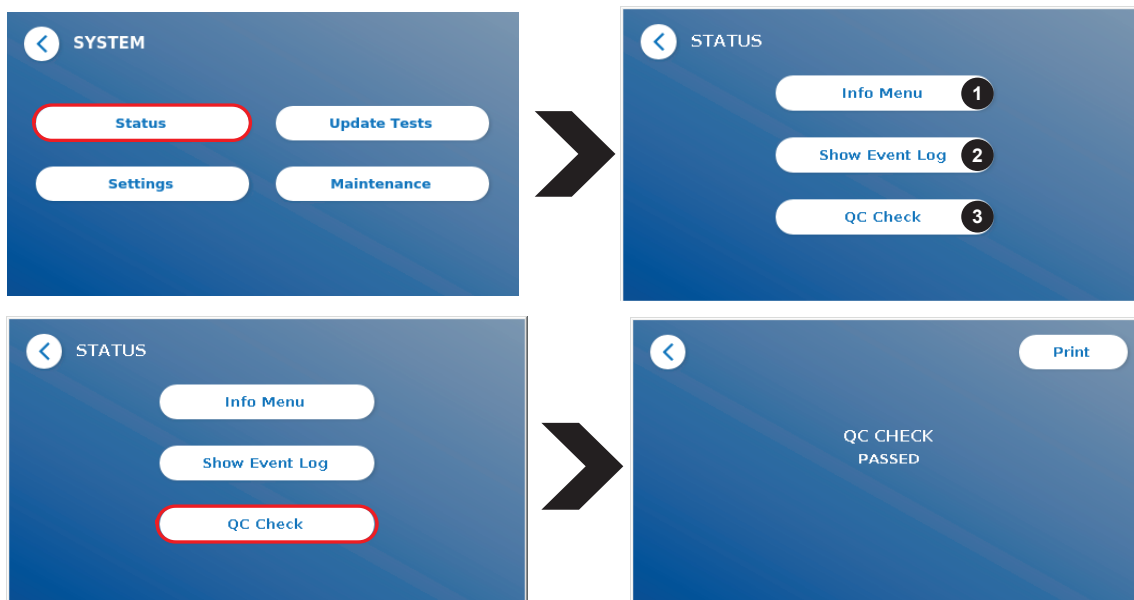 SYSTEM
Status
Update Tests
Settings
Maintenance
STATUS
Info Menu 1
Show Event Log 2
QC Check 3
STATUS
Info Menu
Show Event Log
QC Check
Print
QC CHECK
PASSED